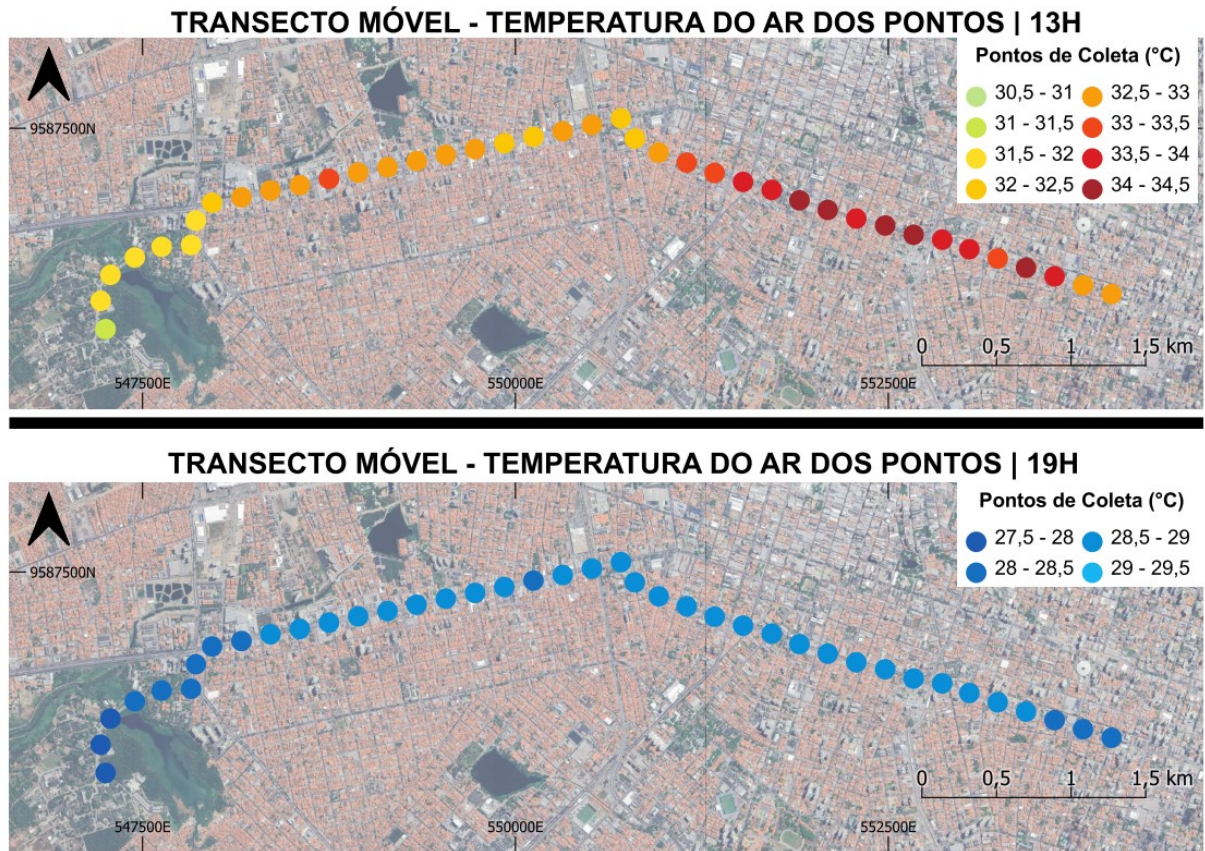 TRANSECTO MÓVEL - TEMPERATURA DO AR DOS PONTOS | 13H
Pontos de Coleta (°C)
30,5 - 31
32,5 - 33
31 - 31,5
33 - 33,5
31,5 - 32
33,5 - 34
32 - 32,5
34 - 34,5
9587500N
0 0,5 1 1,5 km
547500E 550000E 552500E
TRANSECTO MÓVEL - TEMPERATURA DO AR DOS PONTOS | 19H
Pontos de Coleta (°C)
27,5 - 28
28,5 - 29
28 - 28,5
29 - 29,5
9587500N
0 0,5 1 1,5 km
547500E 550000E 552500E